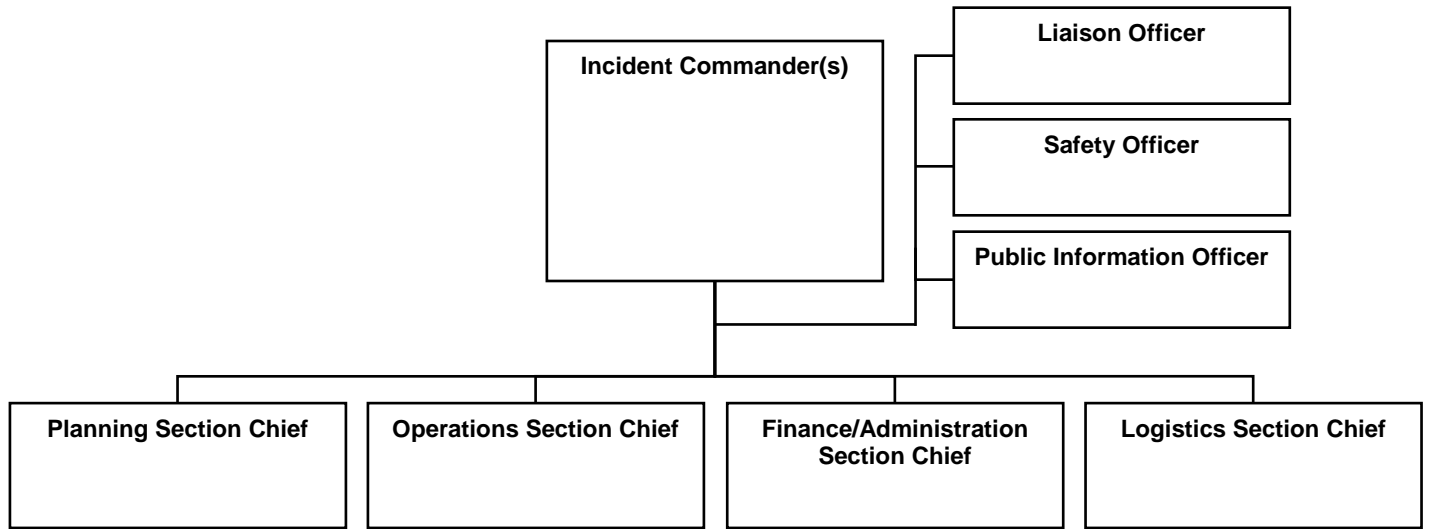 Liaison Officer
Incident Commander(s)
Safety Officer
Public Information Officer
Planning Section Chief
Operations Section Chief
Finance/Administration
Section Chief
Logistics Section Chief